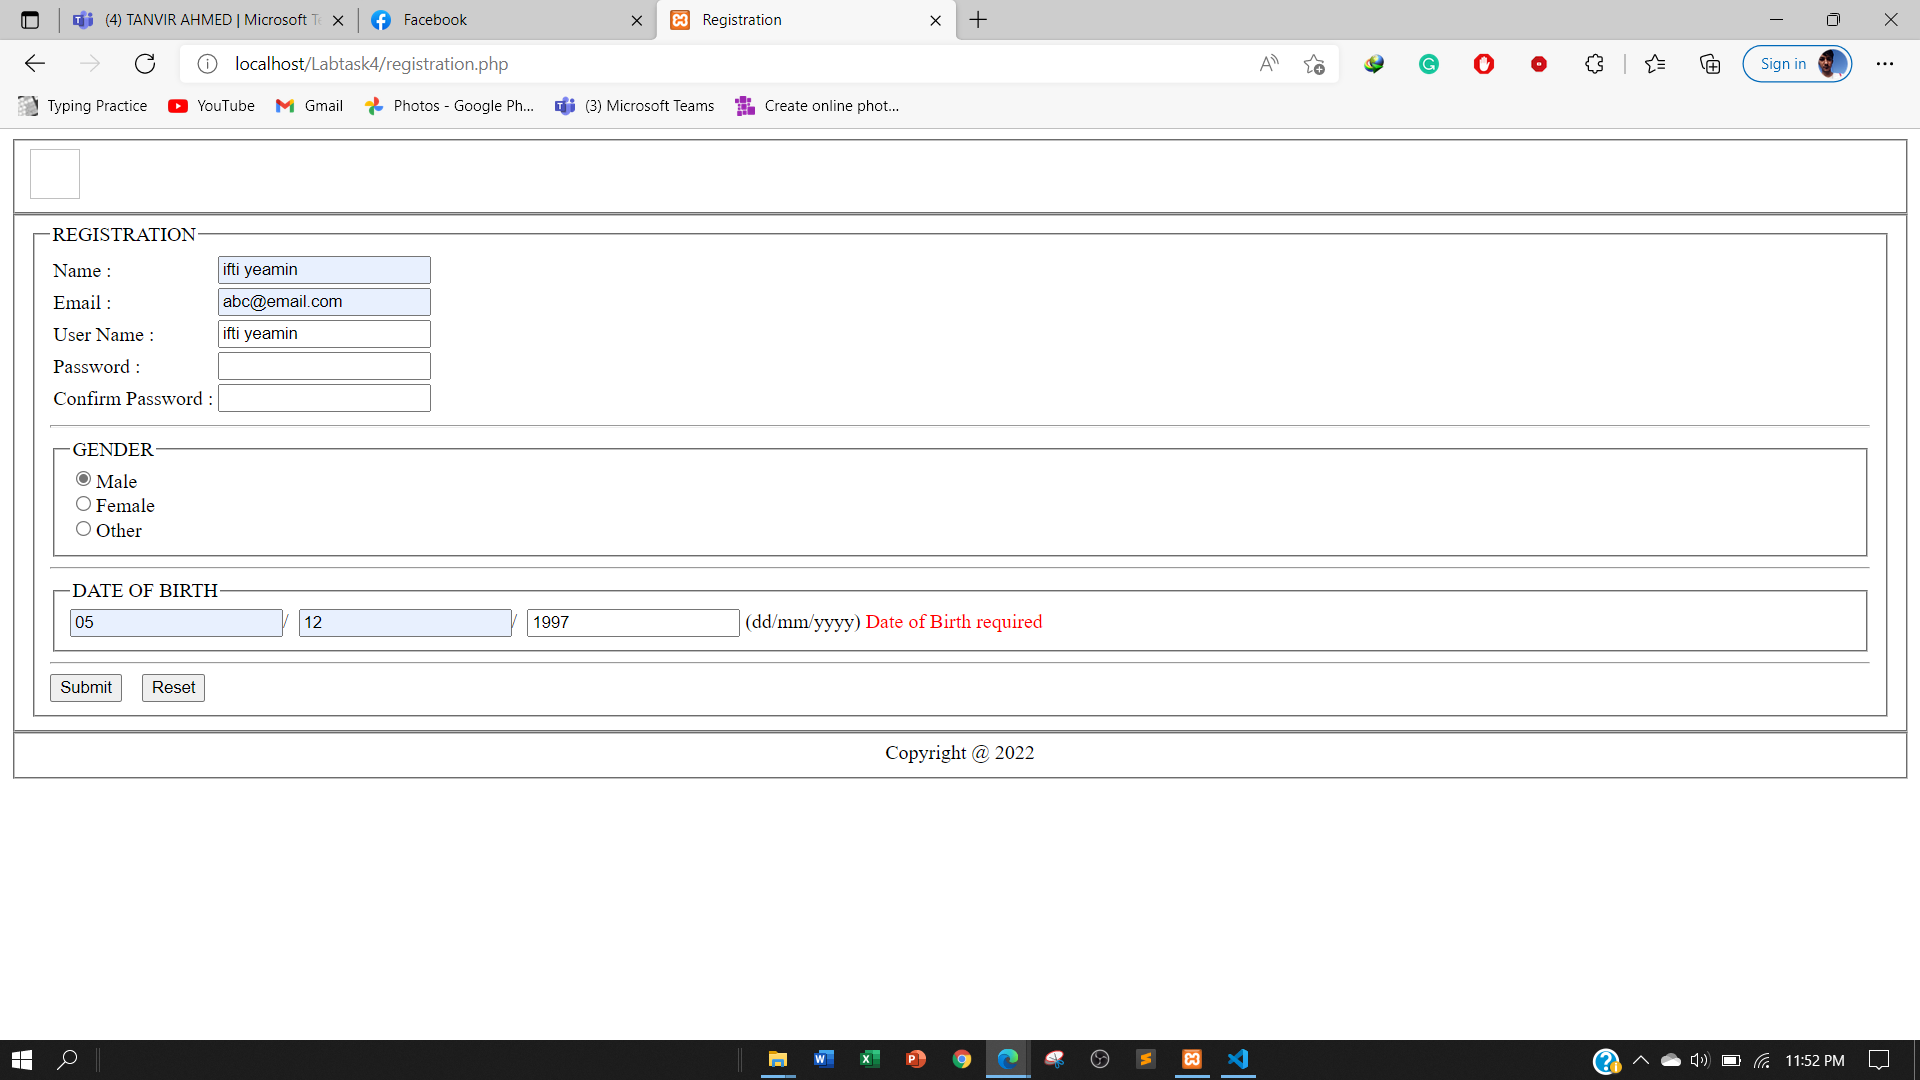 (4) TANVIR AHMED | Microsoft Te
Facebook
Registration
localhost/Labtask4/registration.php
Sign in
Typing Practice
YouTube
Gmail
Photos - Google Ph...
(3) Microsoft Teams
Create online phot...
REGISTRATION
Name : ifti yeamin
Email : abc@email.com
User Name : ifti yeamin
Password :
Confirm Password :
GENDER
Male
Female
Other
DATE OF BIRTH
05 / 12 / 1997 (dd/mm/yyyy) Date of Birth required
Submit Reset
Copyright @ 2022
11:52 PM